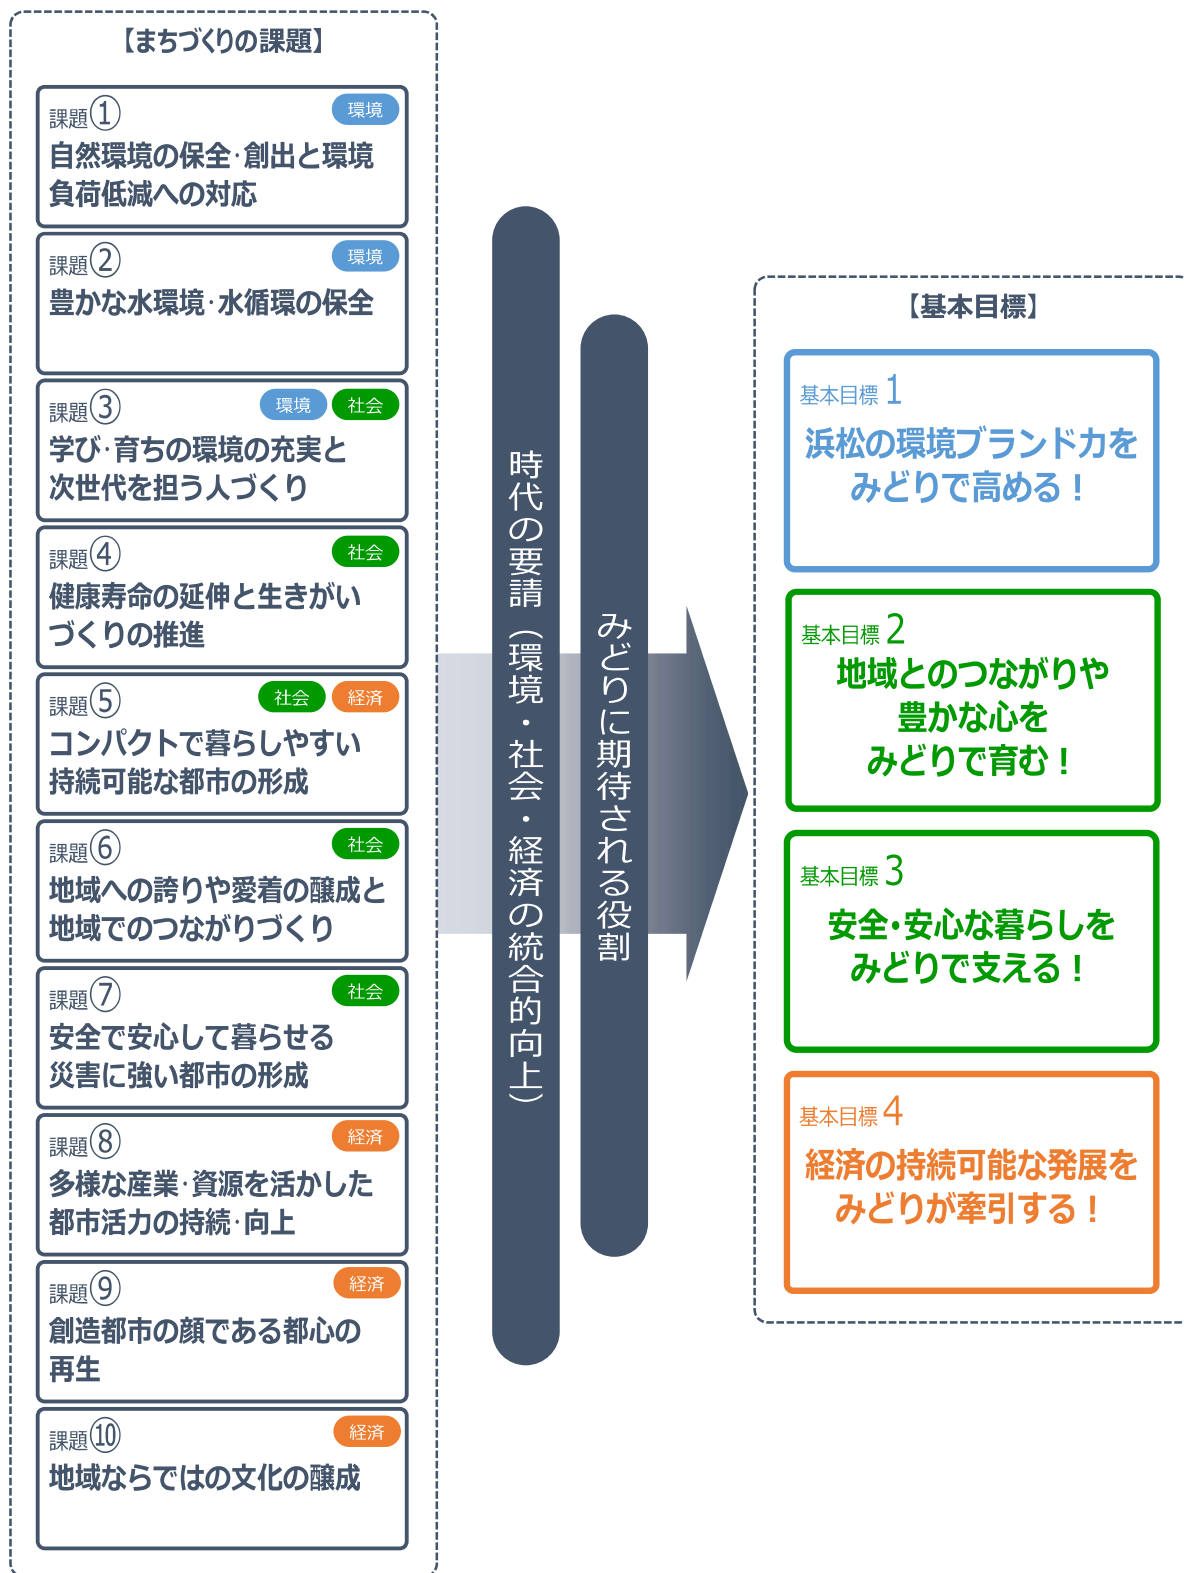 【まちづくりの課題】
課題①
環境
自然環境の保全・創出と環境
負荷低減への対応
課題②
環境
豊かな水環境・水循環の保全
課題③
環境
社会
学び・育ちの環境の充実と
次世代を担う人づくり
課題④
社会
健康寿命の延伸と生きがい
づくりの推進
課題⑤
社会
経済
コンパクトで暮らしやすい
持続可能な都市の形成
課題⑥
社会
地域への誇りや愛着の醸成と
地域でのつながりづくり
課題⑦
社会
安全で安心して暮らせる
災害に強い都市の形成
課題⑧
経済
多様な産業・資源を活かした
都市活力の持続・向上
課題⑨
経済
創造都市の顔である都心の
再生
課題⑩
経済
地域ならではの文化の醸成
時代の要請（環境・社会・経済の統合的向上）
みどりに期待される役割
【基本目標】
基本目標 1
浜松の環境ブランド力を
みどりで高める！
基本目標 2
地域とのつながりや
豊かな心を
みどりで育む！
基本目標 3
安全・安心な暮らしを
みどりで支える！
基本目標 4
経済の持続可能な発展を
みどりが牽引する！